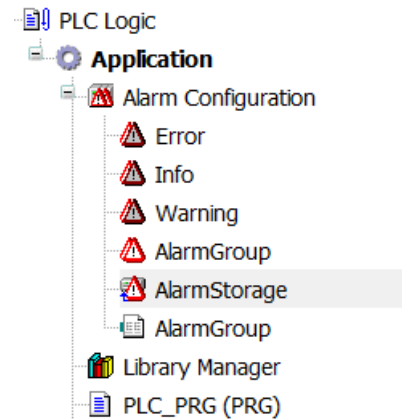 PLC Logic
Application
Alarm Configuration
Error
Info
Warning
AlarmGroup
AlarmStorage
AlarmGroup
Library Manager
PLC_PRG (PRG)